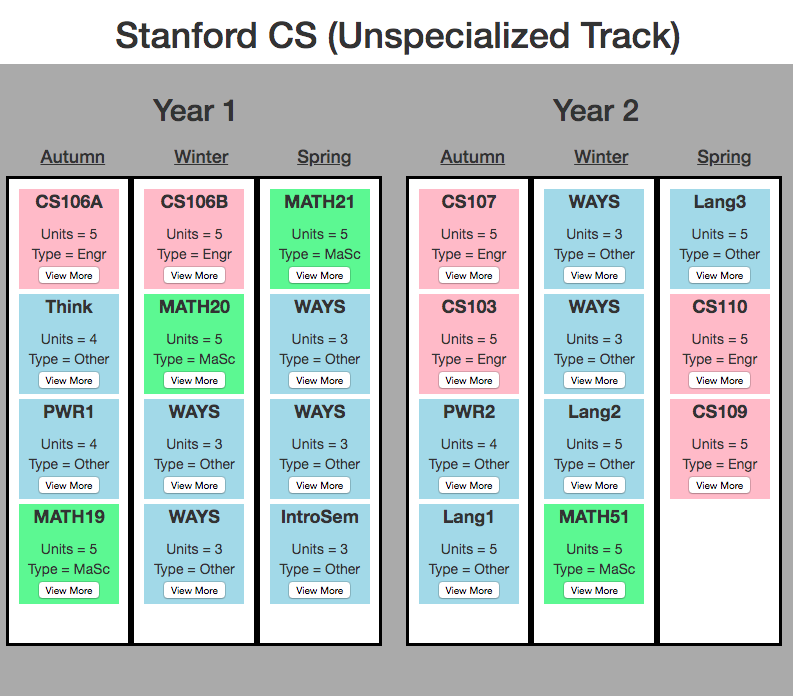 Stanford CS (Unspecialized Track)
Year 1
Autumn
CS106A
Units = 5
Type = Engr
View More
Think
Units = 4
Type = Other
View More
PWR1
Units = 4
Type = Other
View More
MATH19
Units = 5
Type = MaSc
View More
Winter
CS106B
Units = 5
Type = Engr
View More
MATH20
Units = 5
Type = MaSc
View More
WAYS
Units = 3
Type = Other
View More
WAYS
Units = 3
Type = Other
View More
Spring
MATH21
Units = 5
Type = MaSc
View More
WAYS
Units = 3
Type = Other
View More
WAYS
Units = 3
Type = Other
View More
IntroSem
Units = 3
Type = Other
View More
Year 2
Autumn
CS107
Units = 5
Type = Engr
View More
CS103
Units = 5
Type = Engr
View More
PWR2
Units = 4
Type = Other
View More
Lang1
Units = 5
Type = Other
View More
Winter
WAYS
Units = 3
Type = Other
View More
WAYS
Units = 3
Type = Other
View More
Lang2
Units = 5
Type = Other
View More
MATH51
Units = 5
Type = MaSc
View More
Spring
Lang3
Units = 5
Type = Other
View More
CS110
Units = 5
Type = Engr
View More
CS109
Units = 5
Type = Engr
View More